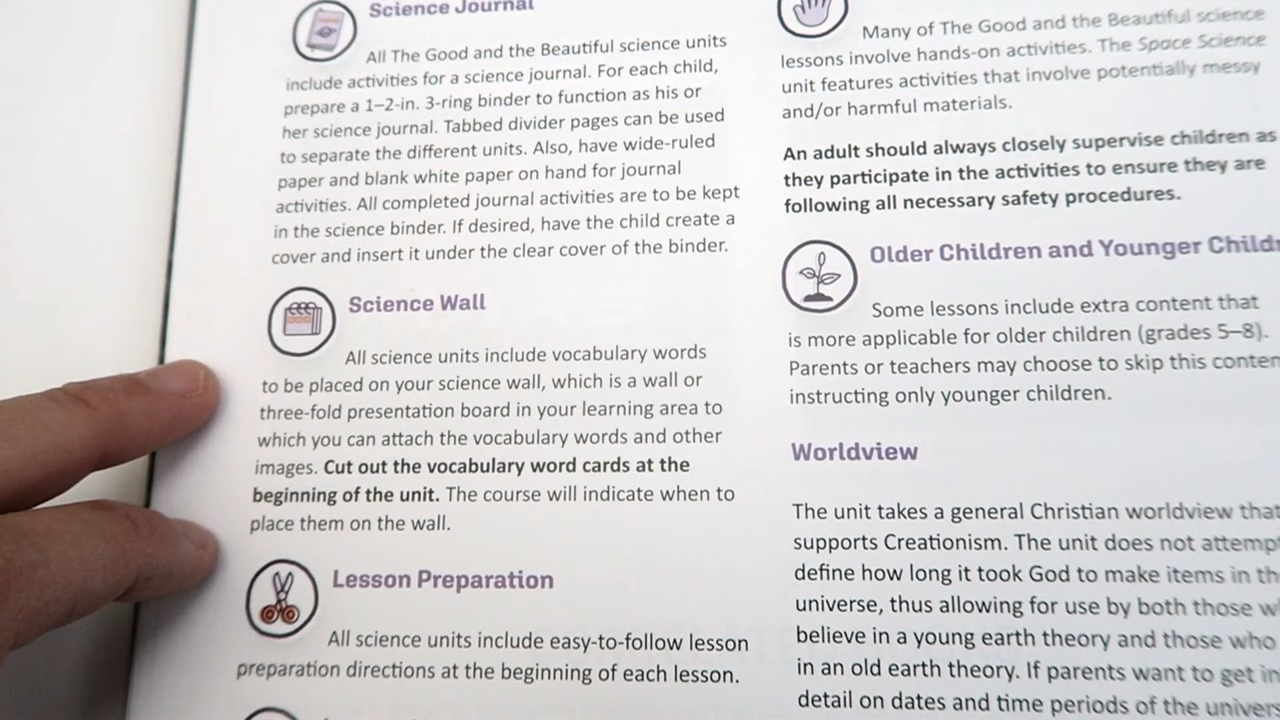 Science Journal
All The Good and the Beautiful science units
include activities for a science journal. For each child,
prepare a 1–2-in. 3-ring binder to function as his or
her science journal. Tabbed divider pages can be used
to separate the different units. Also, have wide-ruled
paper and blank white paper on hand for journal
activities. All completed journal activities are to be kept
in the science binder. If desired, have the child create a
cover and insert it under the clear cover of the binder.
Science Wall
All science units include vocabulary words
to be placed on your science wall, which is a wall or
three-fold presentation board in your learning area to
which you can attach the vocabulary words and other
images. Cut out the vocabulary word cards at the
beginning of the unit. The course will indicate when to
place them on the wall.
Lesson Preparation
All science units include easy-to-follow lesson
preparation directions at the beginning of each lesson.
Many of The Good and the Beautiful science
lessons involve hands-on activities. The Space Science
unit features activities that involve potentially messy
and/or harmful materials.
An adult should always closely supervise children as
they participate in the activities to ensure they are
following all necessary safety procedures.
Older Children and Younger
Some lessons include extra content that
is more applicable for older children (grades 5–8).
Parents or teachers may choose to skip this
instructing only younger children.
Worldview
The unit takes a general Christian worldview that
supports Creationism. The unit does not
define how long it took God to make items in
universe, thus allowing for use by both those
believe in a young earth theory and those who
in an old earth theory. If parents want to get
detail on dates and time periods of the